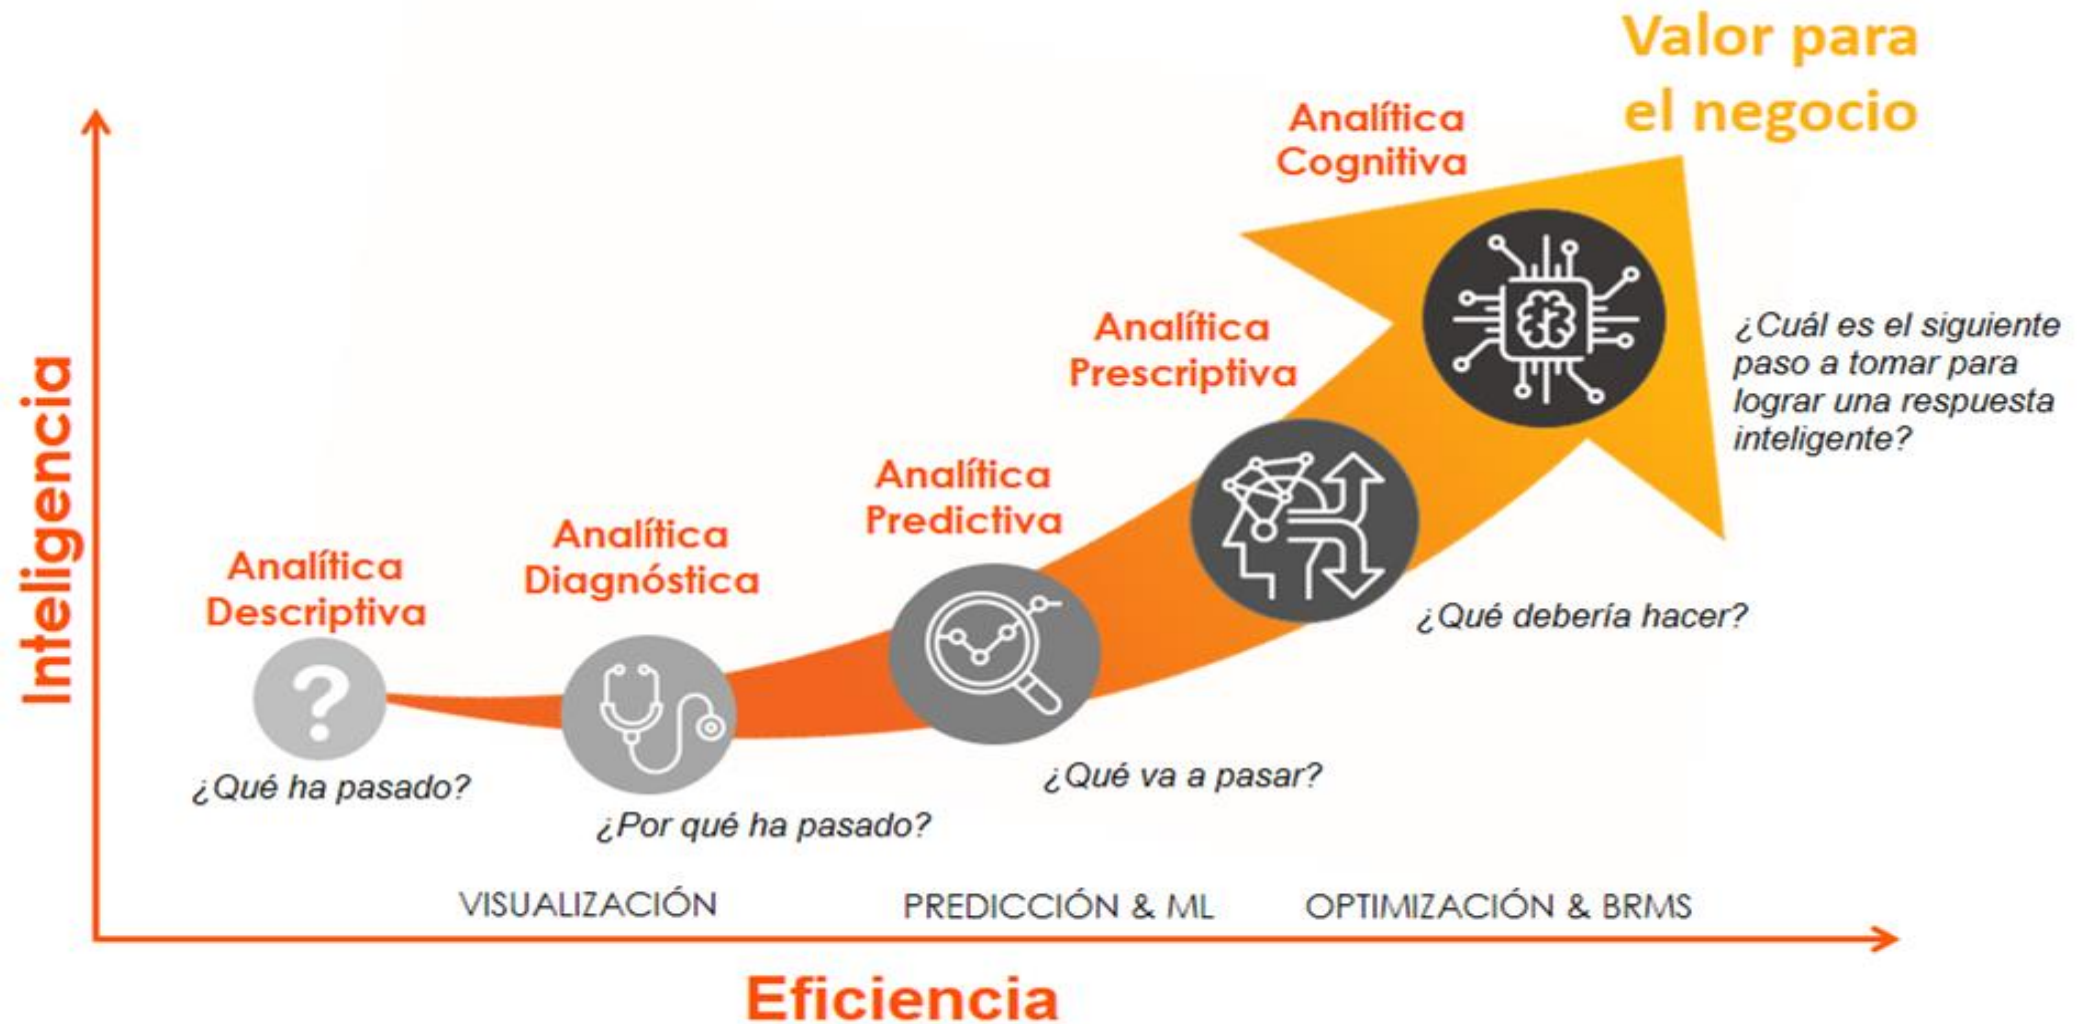 Valor para
el negocio
Analítica
Cognitiva
¿Cuál es el siguiente
paso a tomar para
lograr una respuesta
inteligente?
Analítica
Prescriptiva
¿Qué debería hacer?
Analítica
Predictiva
¿Qué va a pasar?
Analítica
Diagnóstica
¿Por qué ha pasado?
Analítica
Descriptiva
¿Qué ha pasado?
Inteligencia
VISUALIZACIÓN
PREDICCIÓN & ML
OPTIMIZACIÓN & BRMS
Eficiencia